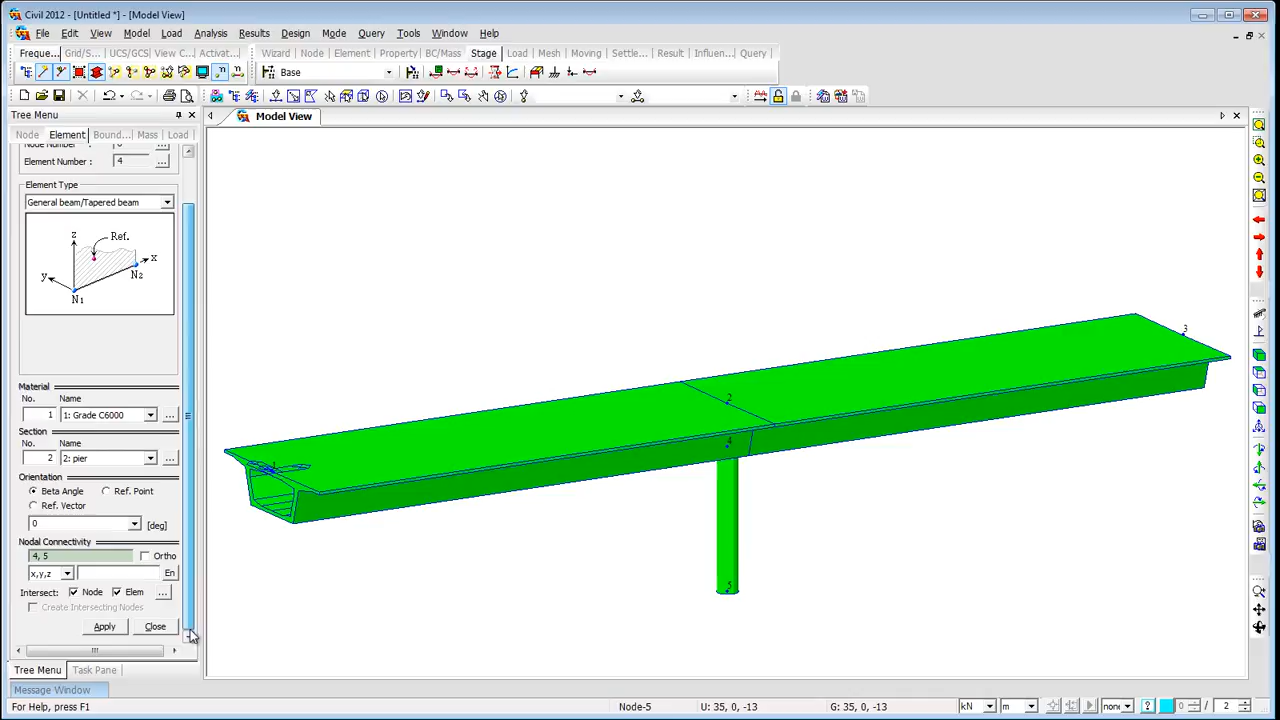 Civil 2012 - [Untitled *] - [Model View]
File Edit View Model Load Analysis Results Design Mode Query Tools Window Help
Freque... Grid/S... UCS/GCS View C... Activat... Wizard Node Element Property BC/Mass Stage Load Mesh Moving Settle... Result Influen... Query
Base
Tree Menu
Model View
Node Element Bound... Mass Load
Node Number :
Element Number : 4 ...
Element Type
General beam/Tapered beam
Ref.
z
x
y
N1
N2
Material
No. Name
1 1: Grade C6000 ...
Section
No. Name
2 2: pier ...
Orientation
Beta Angle Ref. Point
Ref. Vector
0 [deg]
Nodal Connectivity
4, 5 Ortho
x,y,z En
Intersect: Node Elem ...
Create Intersecting Nodes
Apply Close
1
2
3
4
5
Tree Menu Task Pane
Message Window
For Help, press F1 Node-5 U: 35, 0, -13 G: 35, 0, -13 kN m non 0 / 2